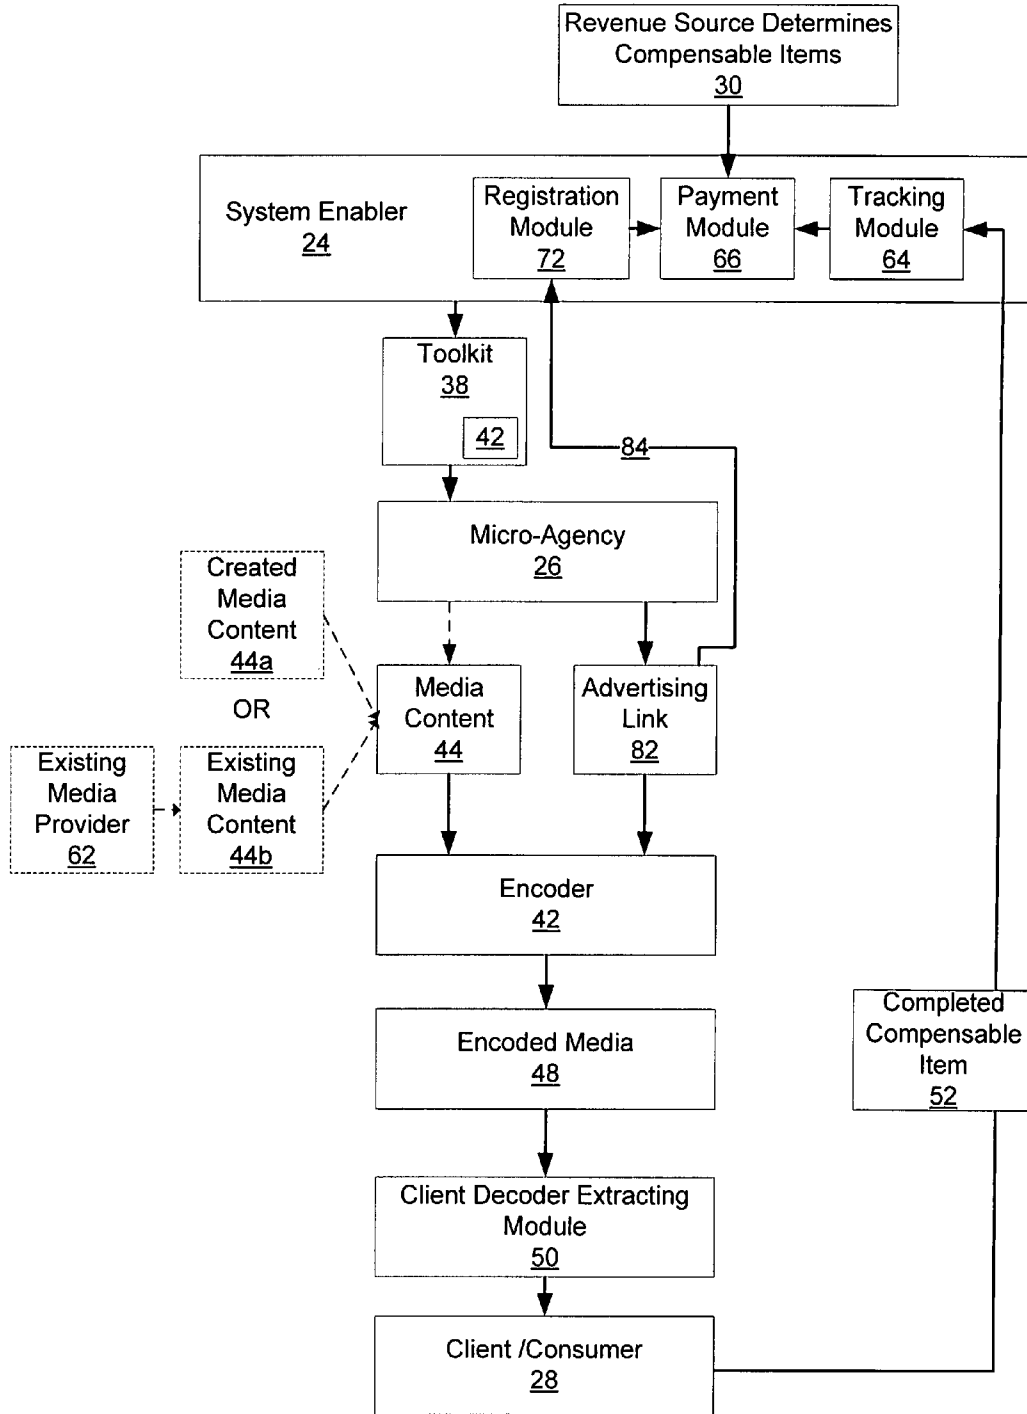 Revenue Source Determines
Compensable Items
30
System Enabler
24
Registration
Module
72
Payment
Module
66
Tracking
Module
64
Toolkit
38
42
84
Micro-Agency
26
Created
Media
Content
44a
OR
Existing
Media
Provider
62
Existing
Media
Content
44b
Media
Content
44
Advertising
Link
82
Encoder
42
Encoded Media
48
Completed
Compensable
Item
52
Client Decoder Extracting
Module
50
Client /Consumer
28